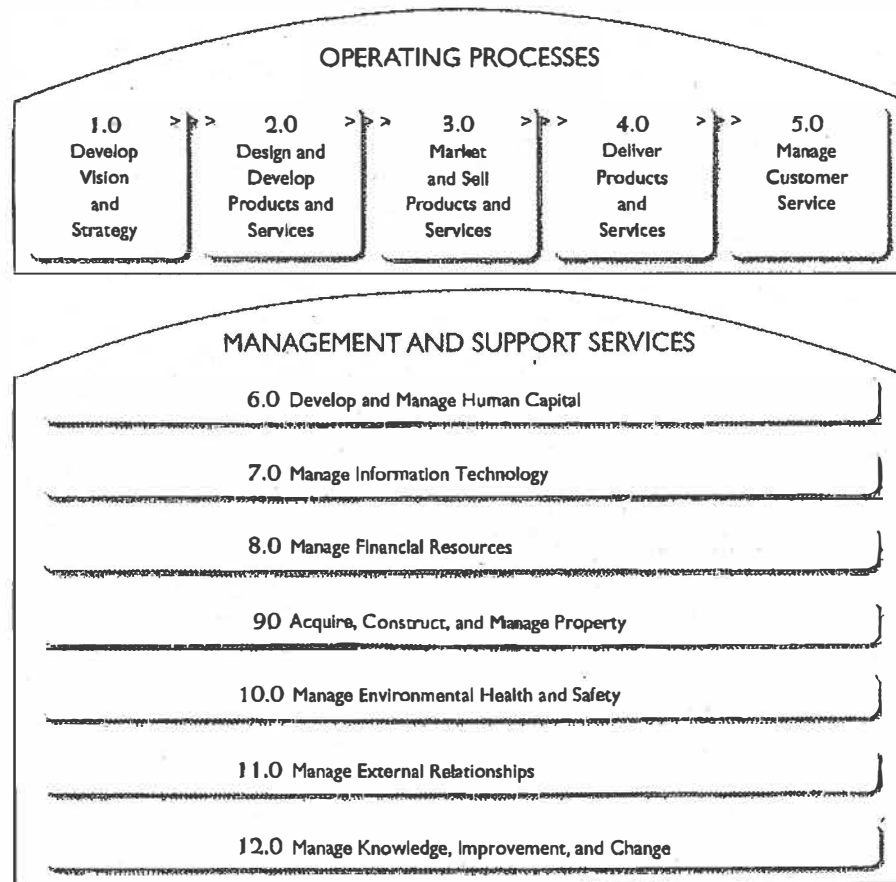 OPERATING PROCESSES
1.0 >>> 2.0 >>> 3.0 >>> 4.0 >>> 5.0
Develop
Vision
and
Strategy
Design and
Develop
Products and
Services
Market
and Sell
Products and
Services
Deliver
Products
and
Services
Manage
Customer
Service
MANAGEMENT AND SUPPORT SERVICES
6.0 Develop and Manage Human Capital
7.0 Manage Information Technology
8.0 Manage Financial Resources
90 Acquire, Construct, and Manage Property
10.0 Manage Environmental Health and Safety
11.0 Manage External Relationships
12.0 Manage Knowledge, Improvement, and Change